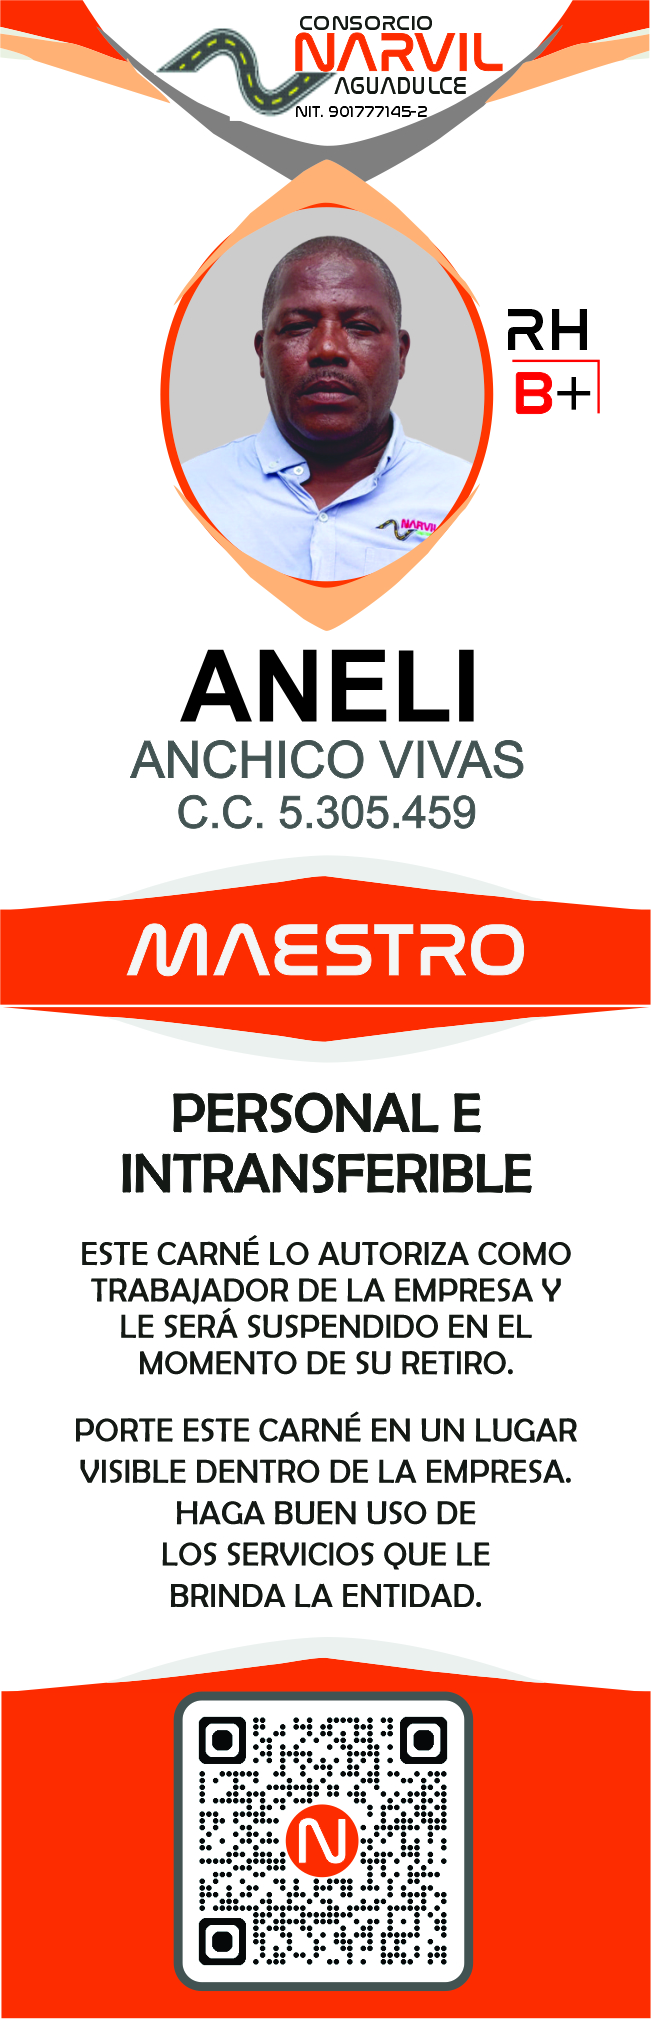 CONSORCIO
NARVIL
AGUADULCE
NIT. 901777145-2
RH
B+
NARVIL
ANELI
ANCHICO VIVAS
C.C. 5.305.459
MAESTRO
PERSONAL E
INTRANSFERIBLE
ESTE CARNÉ LO AUTORIZA COMO
TRABAJADOR DE LA EMPRESA Y
LE SERÁ SUSPENDIDO EN EL
MOMENTO DE SU RETIRO.
PORTE ESTE CARNÉ EN UN LUGAR
VISIBLE DENTRO DE LA EMPRESA.
HAGA BUEN USO DE
LOS SERVICIOS QUE LE
BRINDA LA ENTIDAD.
N